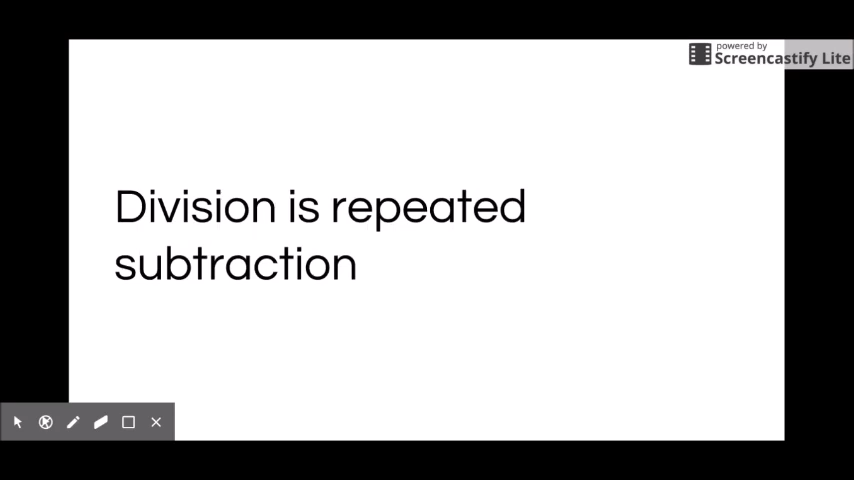 powered by
Screencastify Lite
Division is repeated
subtraction